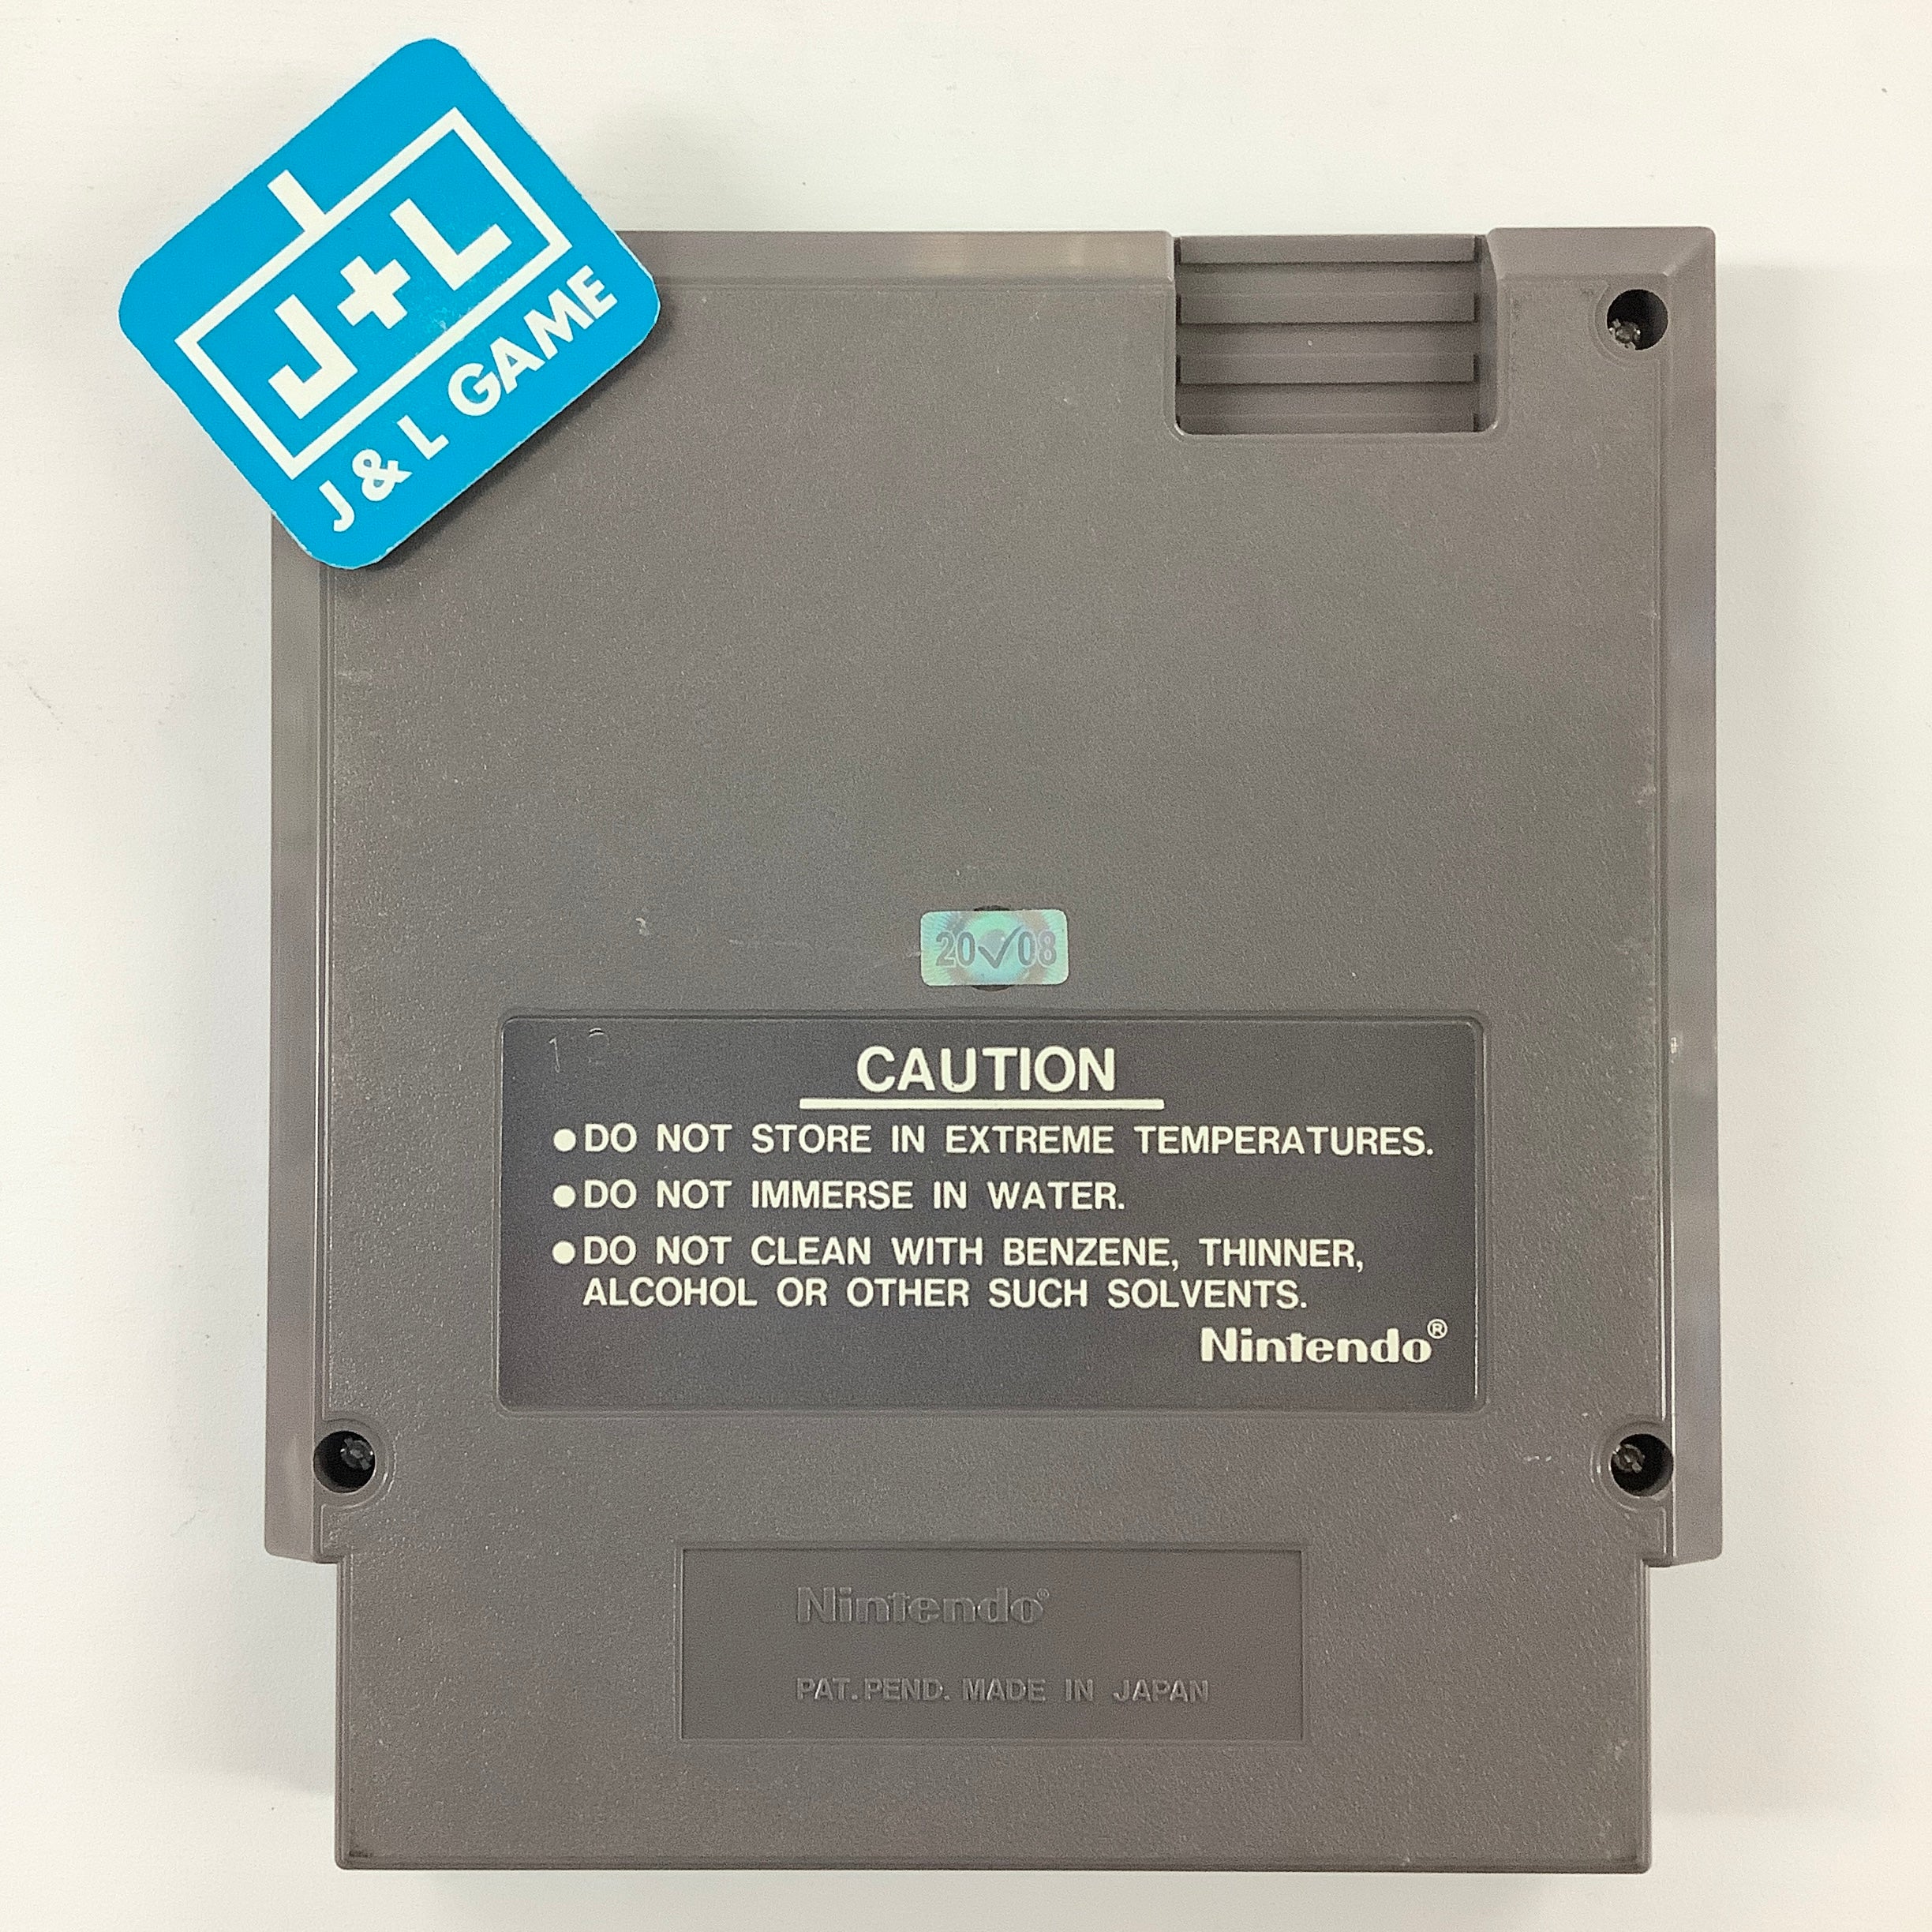 J+L
J & L GAME
20✓08
12
CAUTION
●DO NOT STORE IN EXTREME TEMPERATURES.
●DO NOT IMMERSE IN WATER.
●DO NOT CLEAN WITH BENZENE, THINNER,
ALCOHOL OR OTHER SUCH SOLVENTS.
Nintendo®
Nintendo®
PAT. PEND. MADE IN JAPAN